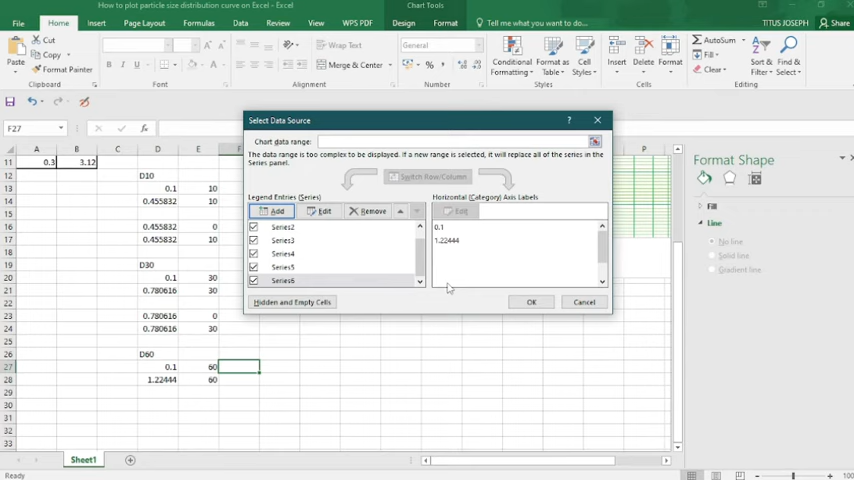 How to plot particle size distribution curve on Excel - Excel
Chart Tools
TITUS JOSEPH
File Home Insert Page Layout Formulas Data Review View WPS PDF Design Format Tell me what you want to do... Share
Cut
Copy
Paste
Format Painter
Clipboard
B I U
Font
Wrap Text
Merge & Center
Alignment
General
Number
Conditional Formatting
Format as Table
Cell Styles
Styles
Insert Delete Format
Cells
AutoSum
Fill
Clear
Sort & Filter
Find & Select
Editing
F27
A B C D E P
11 0.3 3.12
12 D10
13 0.1 10
14 0.455832 10
15
16 0.455832 0
17 0.455832 10
18
19 D30
20 0.1 30
21 0.780616 30
22
23 0.780616 0
24 0.780616 30
25
26 D60
27 0.1 60
28 1.22444 60
29
30
31
32
33
Select Data Source
? ×
Chart data range:
The data range is too complex to be displayed. If a new range is selected, it will replace all of the series in the
Series panel.
Switch Row/Column
Legend Entries (Series)
Add Edit Remove
Series2
Series3
Series4
Series5
Series6
Horizontal (Category) Axis Labels
Edit
0.1
1.22444
Hidden and Empty Cells
OK Cancel
Format Shape
Fill
Line
No line
Solid line
Gradient line
Sheet1
Ready
100